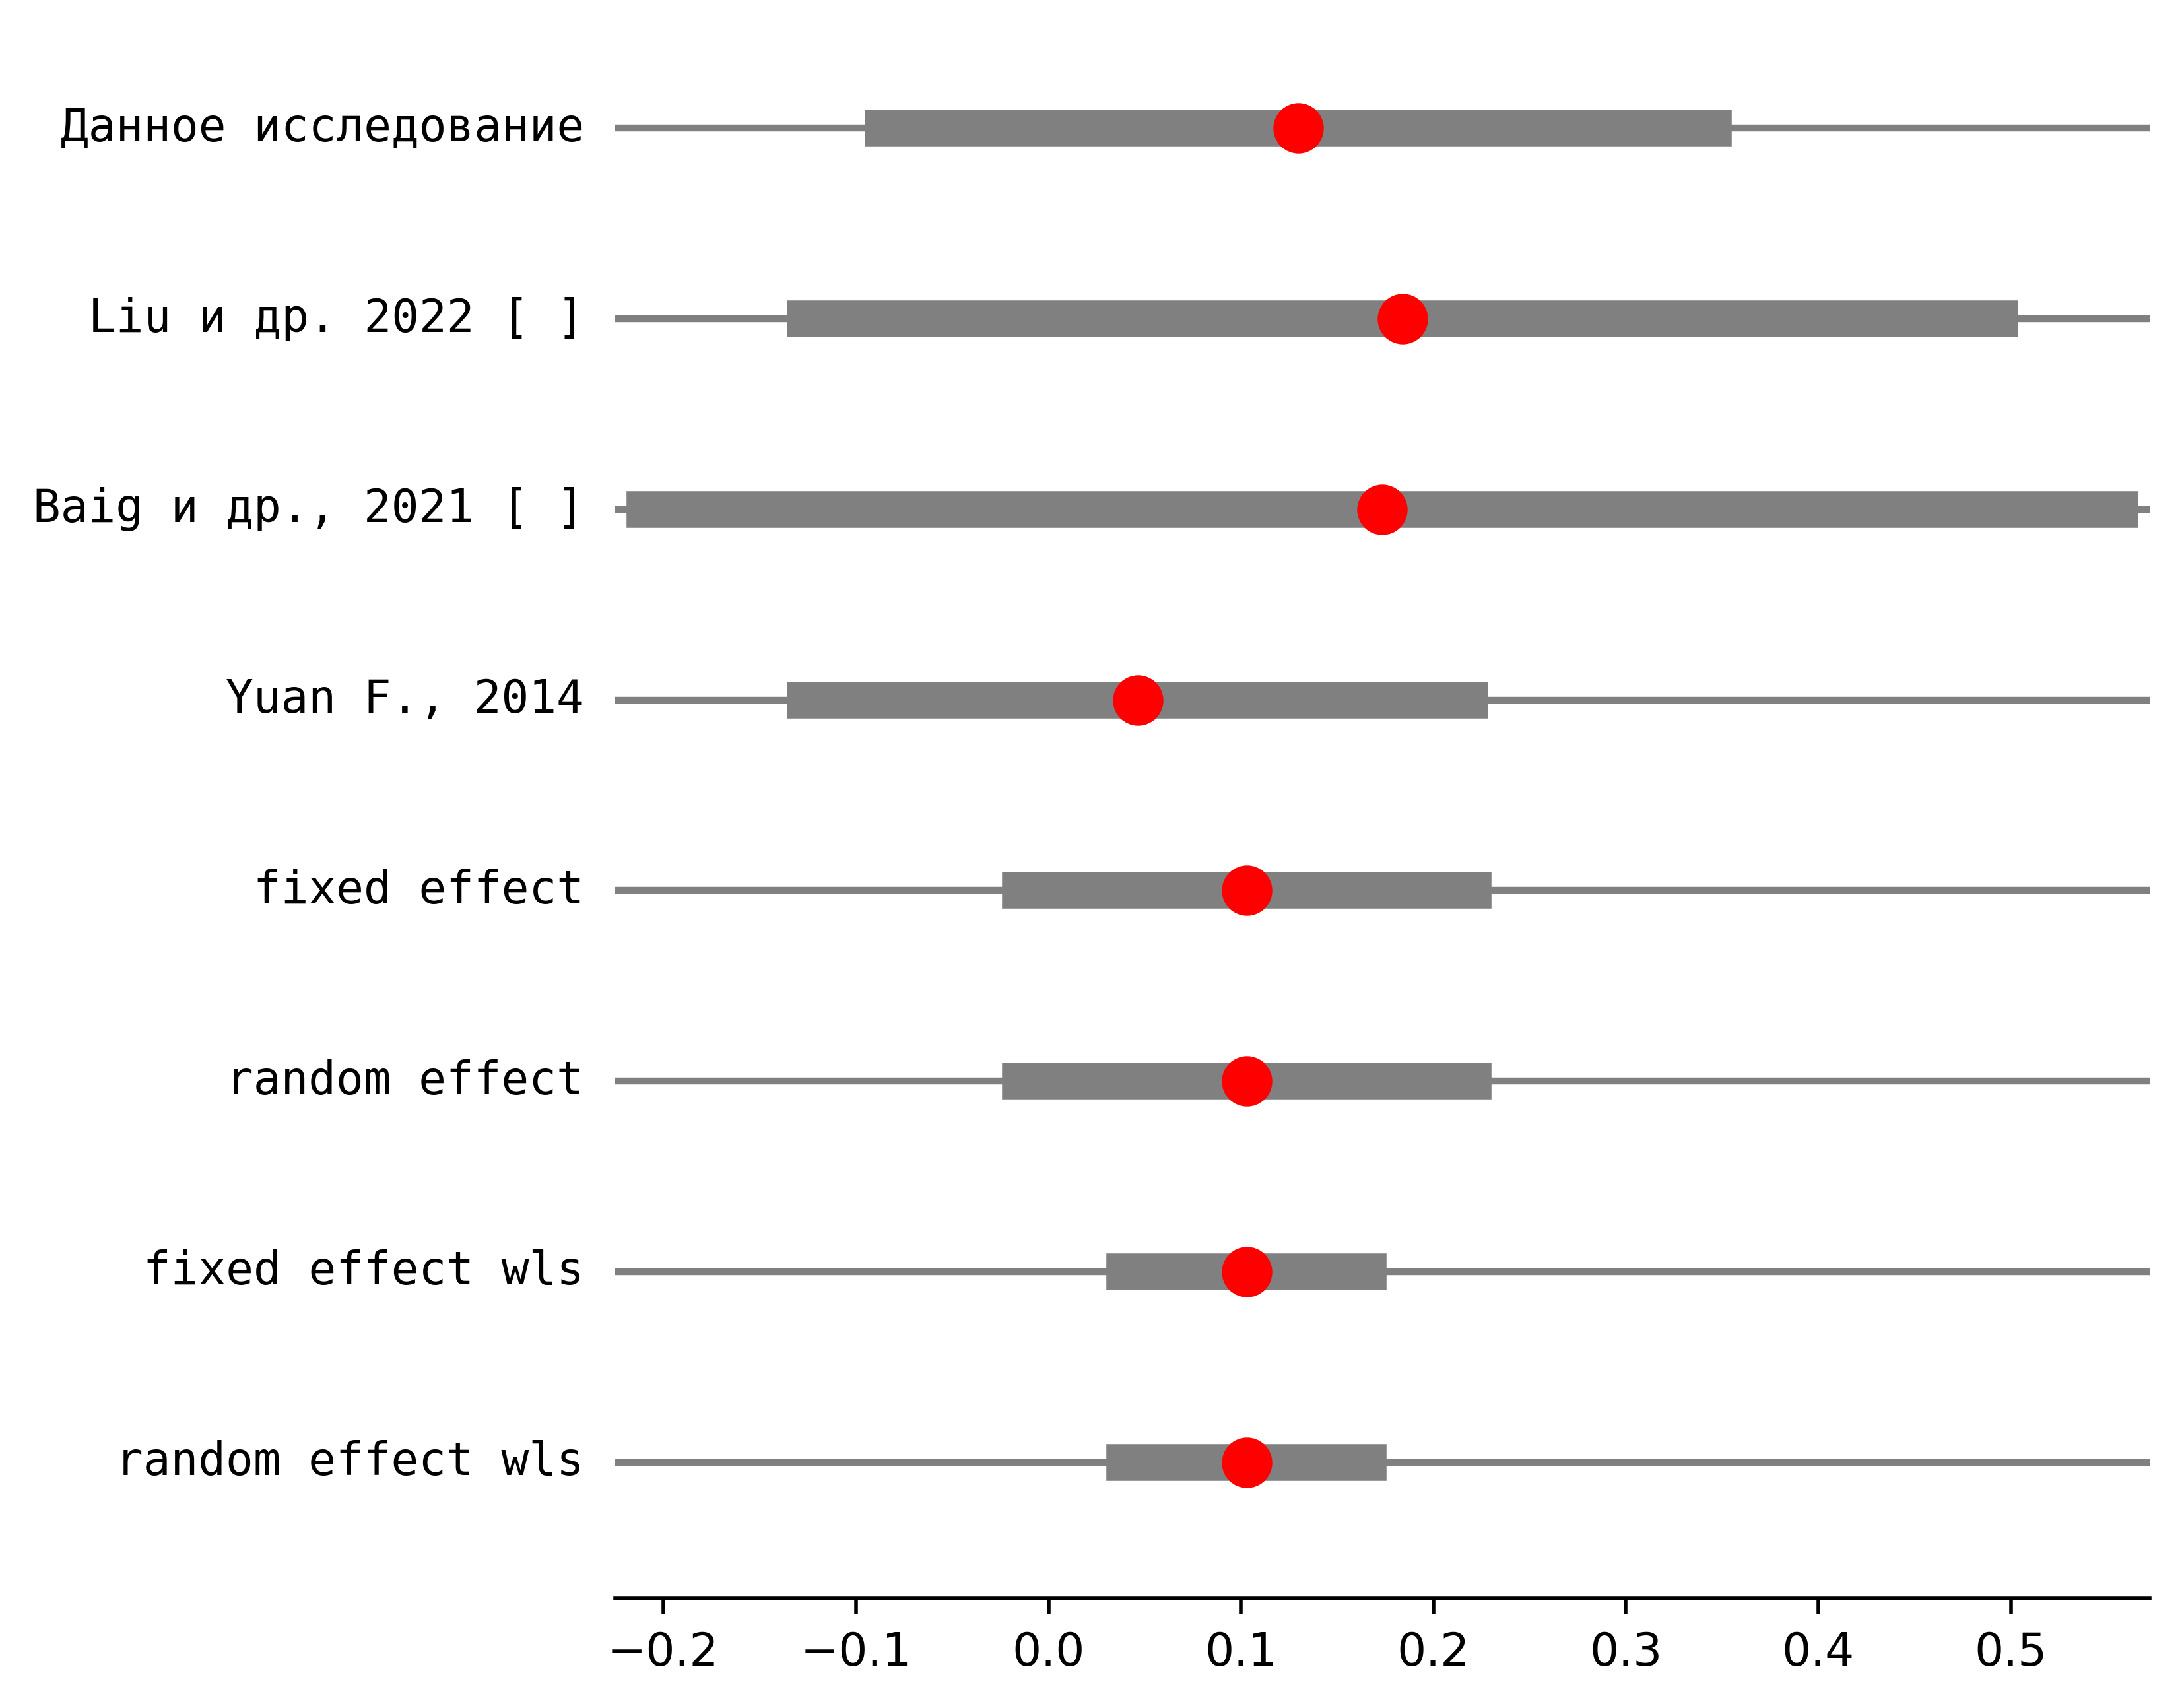 Данное исследование
Liu и др. 2022 [ ]
Baig и др., 2021 [ ]
Yuan F., 2014
fixed effect
random effect
fixed effect wls
random effect wls
−0.2 −0.1 0.0 0.1 0.2 0.3 0.4 0.5